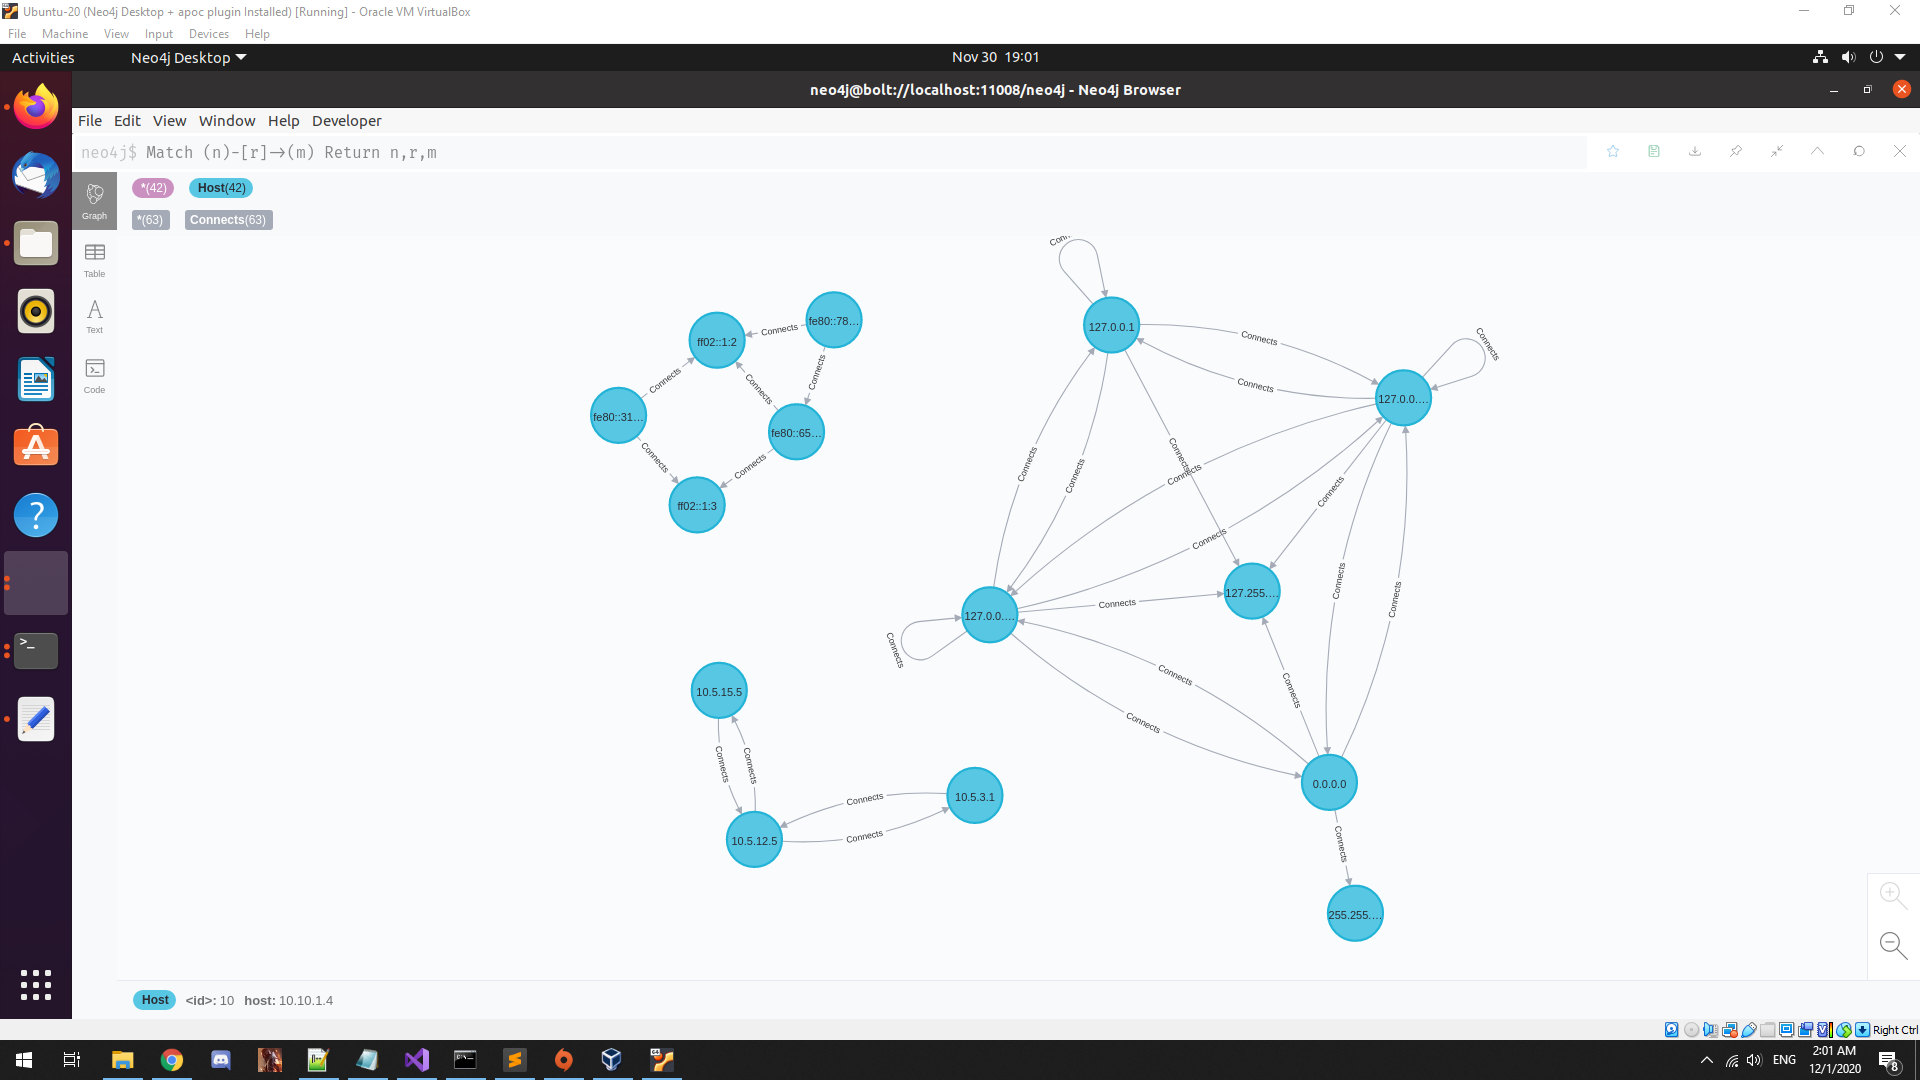 Ubuntu-20 (Neo4j Desktop + apoc plugin Installed) [Running] - Oracle VM VirtualBox
File Machine View Input Devices Help
Activities Neo4j Desktop Nov 30 19:01
neo4j@bolt://localhost:11008/neo4j - Neo4j Browser
File Edit View Window Help Developer
neo4j$ Match (n)-[r]->(m) Return n,r,m
*(42) Host(42)
Graph
*(63) Connects(63)
Table
Text
Code
fe80::78...
ff02::1:2
Connects
Connects
Connects
Connects
fe80::31...
fe80::65...
Connects
Connects
ff02::1:3
127.0.0.1
Connects
Connects
Connects
127.0.0....
Connects
Connects
Connects
Connects
Connects
Connects
Connects
127.255....
Connects
Connects
Connects
127.0.0....
Connects
Connects
Connects
Connects
0.0.0.0
Connects
255.255....
10.5.15.5
Connects
Connects
10.5.3.1
Connects
Connects
10.5.12.5
Host <id>: 10 host: 10.10.1.4
Right Ctrl
ENG
2:01 AM
12/1/2020
8